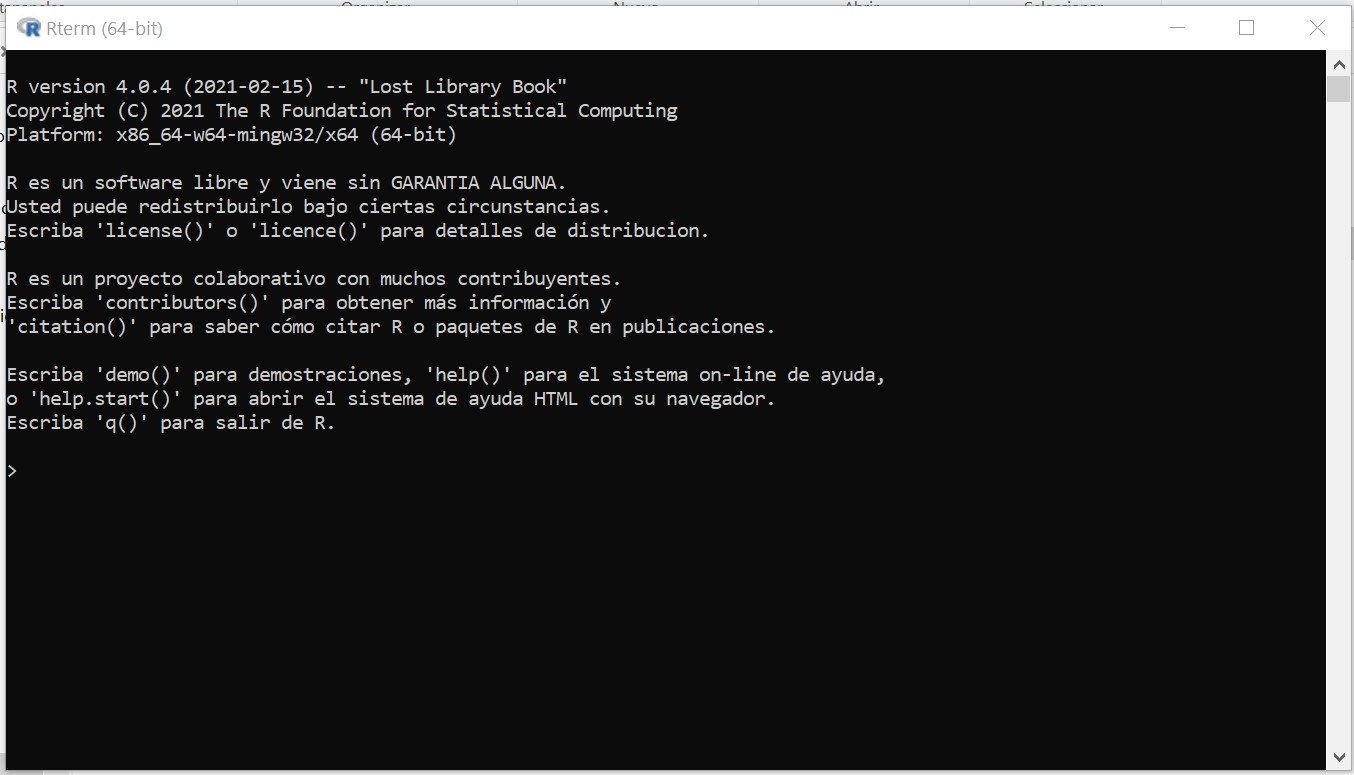 Organizar Nuevo Abrir Seleccionar
Rterm (64-bit)
R version 4.0.4 (2021-02-15) -- "Lost Library Book"
Copyright (C) 2021 The R Foundation for Statistical Computing
Platform: x86_64-w64-mingw32/x64 (64-bit)
R es un software libre y viene sin GARANTIA ALGUNA.
Usted puede redistribuirlo bajo ciertas circunstancias.
Escriba 'license()' o 'licence()' para detalles de distribucion.
R es un proyecto colaborativo con muchos contribuyentes.
Escriba 'contributors()' para obtener más información y
'citation()' para saber cómo citar R o paquetes de R en publicaciones.
Escriba 'demo()' para demostraciones, 'help()' para el sistema on-line de ayuda,
o 'help.start()' para abrir el sistema de ayuda HTML con su navegador.
Escriba 'q()' para salir de R.
>